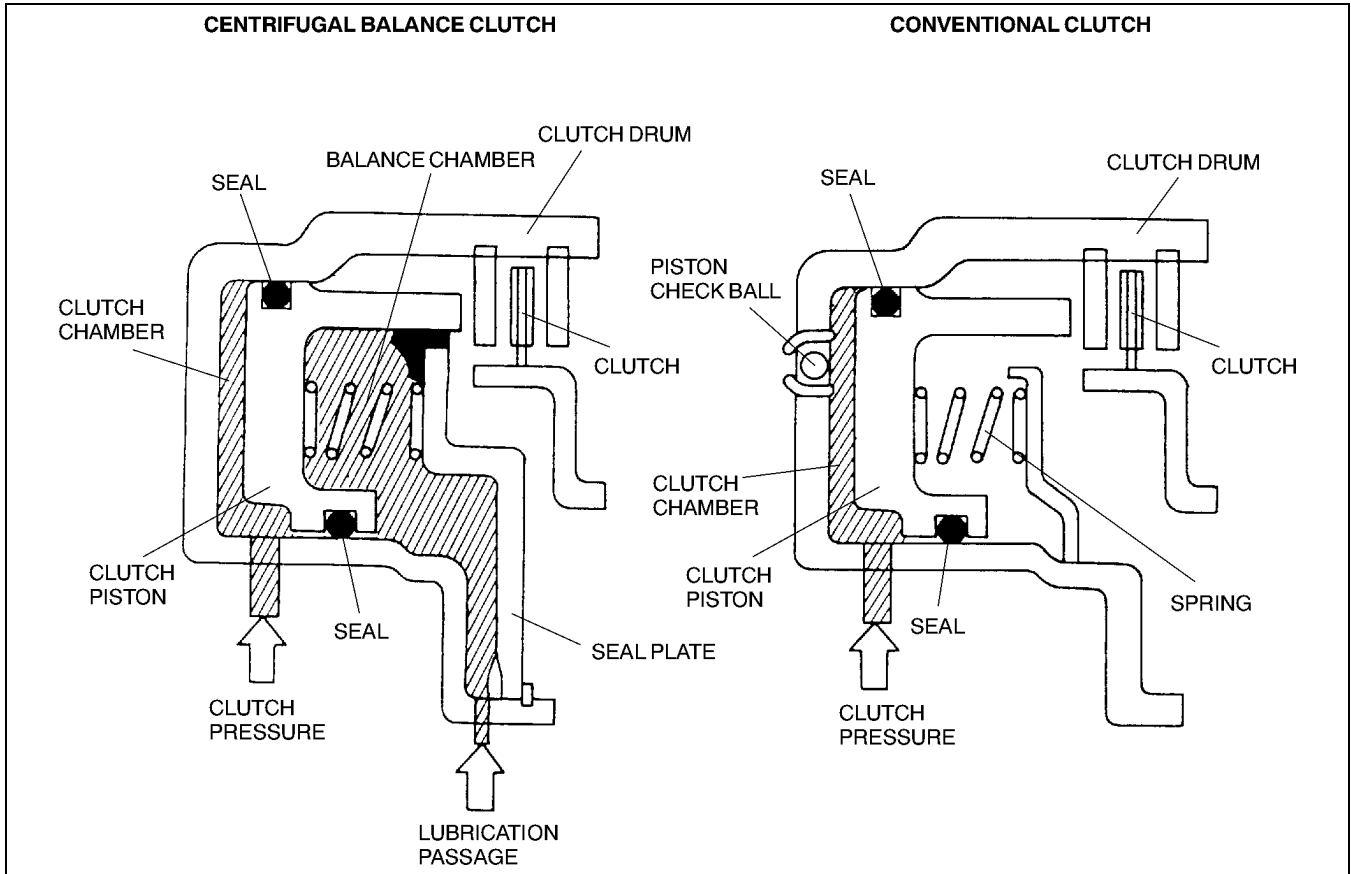 CENTRIFUGAL BALANCE CLUTCH
CONVENTIONAL CLUTCH
CLUTCH DRUM
BALANCE CHAMBER
SEAL
CLUTCH
CHAMBER
CLUTCH
CLUTCH
PISTON
SEAL
SEAL PLATE
CLUTCH
PRESSURE
LUBRICATION
PASSAGE
CLUTCH DRUM
SEAL
PISTON
CHECK BALL
CLUTCH
CLUTCH
CHAMBER
CLUTCH
PISTON
SPRING
SEAL
CLUTCH
PRESSURE